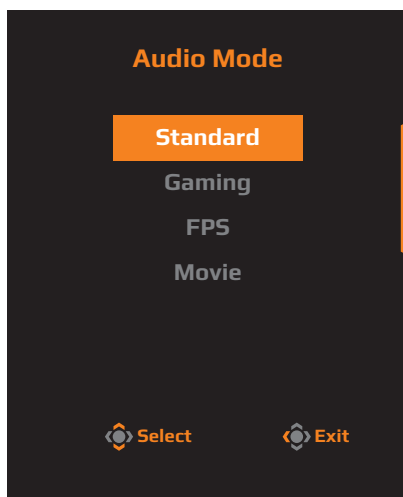 Audio Mode
Standard
Gaming
FPS
Movie
Select Exit